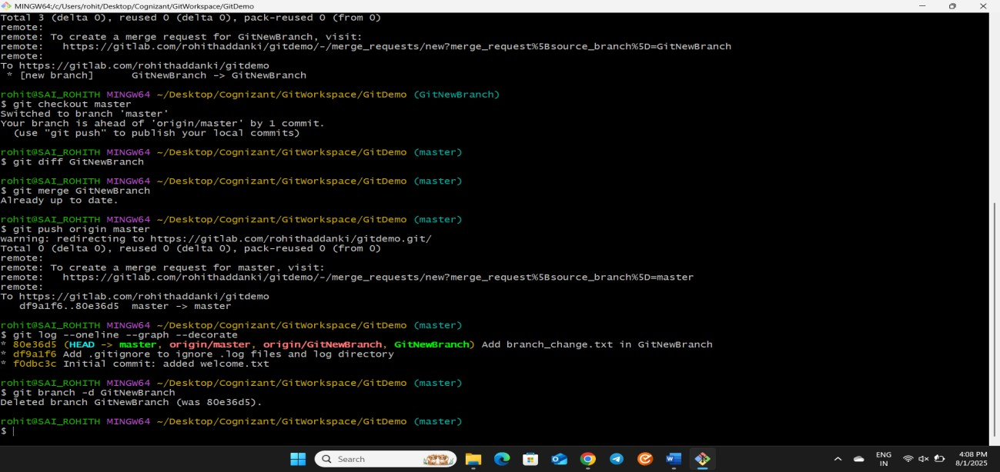 MINGW64:/c/Users/rohit/Desktop/Cognizant/GitWorkspace/GitDemo
Total 3 (delta 0), reused 0 (delta 0), pack-reused 0 (from 0)
remote:
remote: To create a merge request for GitNewBranch, visit:
remote:   https://gitlab.com/rohithaddanki/gitdemo/-/merge_requests/new?merge_request%5Bsource_branch%5D=GitNewBranch
remote:
To https://gitlab.com/rohithaddanki/gitdemo
 * [new branch]      GitNewBranch -> GitNewBranch
rohit@SAI_ROHITH MINGW64 ~/Desktop/Cognizant/GitWorkspace/GitDemo (GitNewBranch)
$ git checkout master
Switched to branch 'master'
Your branch is ahead of 'origin/master' by 1 commit.
  (use "git push" to publish your local commits)
rohit@SAI_ROHITH MINGW64 ~/Desktop/Cognizant/GitWorkspace/GitDemo (master)
$ git diff GitNewBranch
rohit@SAI_ROHITH MINGW64 ~/Desktop/Cognizant/GitWorkspace/GitDemo (master)
$ git merge GitNewBranch
Already up to date.
rohit@SAI_ROHITH MINGW64 ~/Desktop/Cognizant/GitWorkspace/GitDemo (master)
$ git push origin master
warning: redirecting to https://gitlab.com/rohithaddanki/gitdemo.git/
Total 0 (delta 0), reused 0 (delta 0), pack-reused 0 (from 0)
remote:
remote: To create a merge request for master, visit:
remote:   https://gitlab.com/rohithaddanki/gitdemo/-/merge_requests/new?merge_request%5Bsource_branch%5D=master
remote:
To https://gitlab.com/rohithaddanki/gitdemo
   df9a1f6..80e36d5  master -> master
rohit@SAI_ROHITH MINGW64 ~/Desktop/Cognizant/GitWorkspace/GitDemo (master)
$ git log --oneline --graph --decorate
* 80e36d5 (HEAD -> master, origin/master, origin/GitNewBranch, GitNewBranch) Add branch_change.txt in GitNewBranch
* df9a1f6 Add .gitignore to ignore .log files and log directory
* f0dbc3c Initial commit: added welcome.txt
rohit@SAI_ROHITH MINGW64 ~/Desktop/Cognizant/GitWorkspace/GitDemo (master)
$ git branch -d GitNewBranch
Deleted branch GitNewBranch (was 80e36d5).
rohit@SAI_ROHITH MINGW64 ~/Desktop/Cognizant/GitWorkspace/GitDemo (master)
$
Search
ENG
IN
4:08 PM
8/1/2025